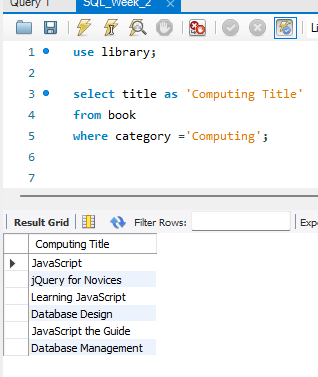 Query 1
SQL_Week_2
1 use library;
2
3 select title as 'Computing Title'
4 from book
5 where category ='Computing';
6
7
Result Grid Filter Rows:
Computing Title
JavaScript
jQuery for Novices
Learning JavaScript
Database Design
JavaScript the Guide
Database Management